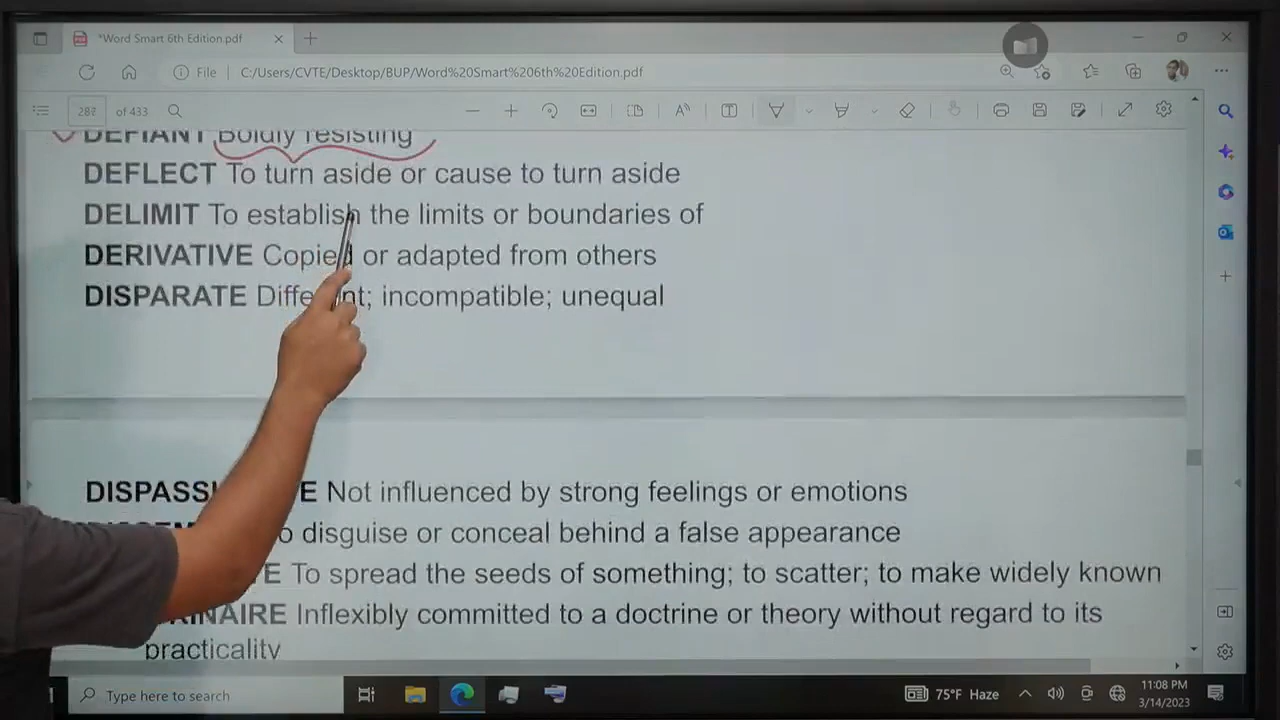 *Word Smart 6th Edition.pdf
File C:/Users/CVTE/Desktop/BUP/Word%20Smart%206th%20Edition.pdf
287 of 433
DEFIANT Boldly resisting
DEFLECT To turn aside or cause to turn aside
DELIMIT To establish the limits or boundaries of
DERIVATIVE Copied or adapted from others
DISPARATE Different; incompatible; unequal
Not influenced by strong feelings or emotions
disguise or conceal behind a false appearance
To spread the seeds of something; to scatter; to make widely known
Inflexibly committed to a doctrine or theory without regard to its
practicality
Type here to search
75°F Haze
11:08 PM
3/14/2023